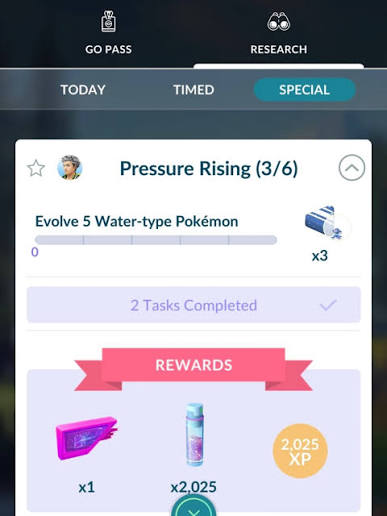 GO PASS
RESEARCH
TODAY
TIMED
SPECIAL
Pressure Rising (3/6)
Evolve 5 Water-type Pokémon
0
x3
2 Tasks Completed
REWARDS
2,025
XP
x1
x2,025